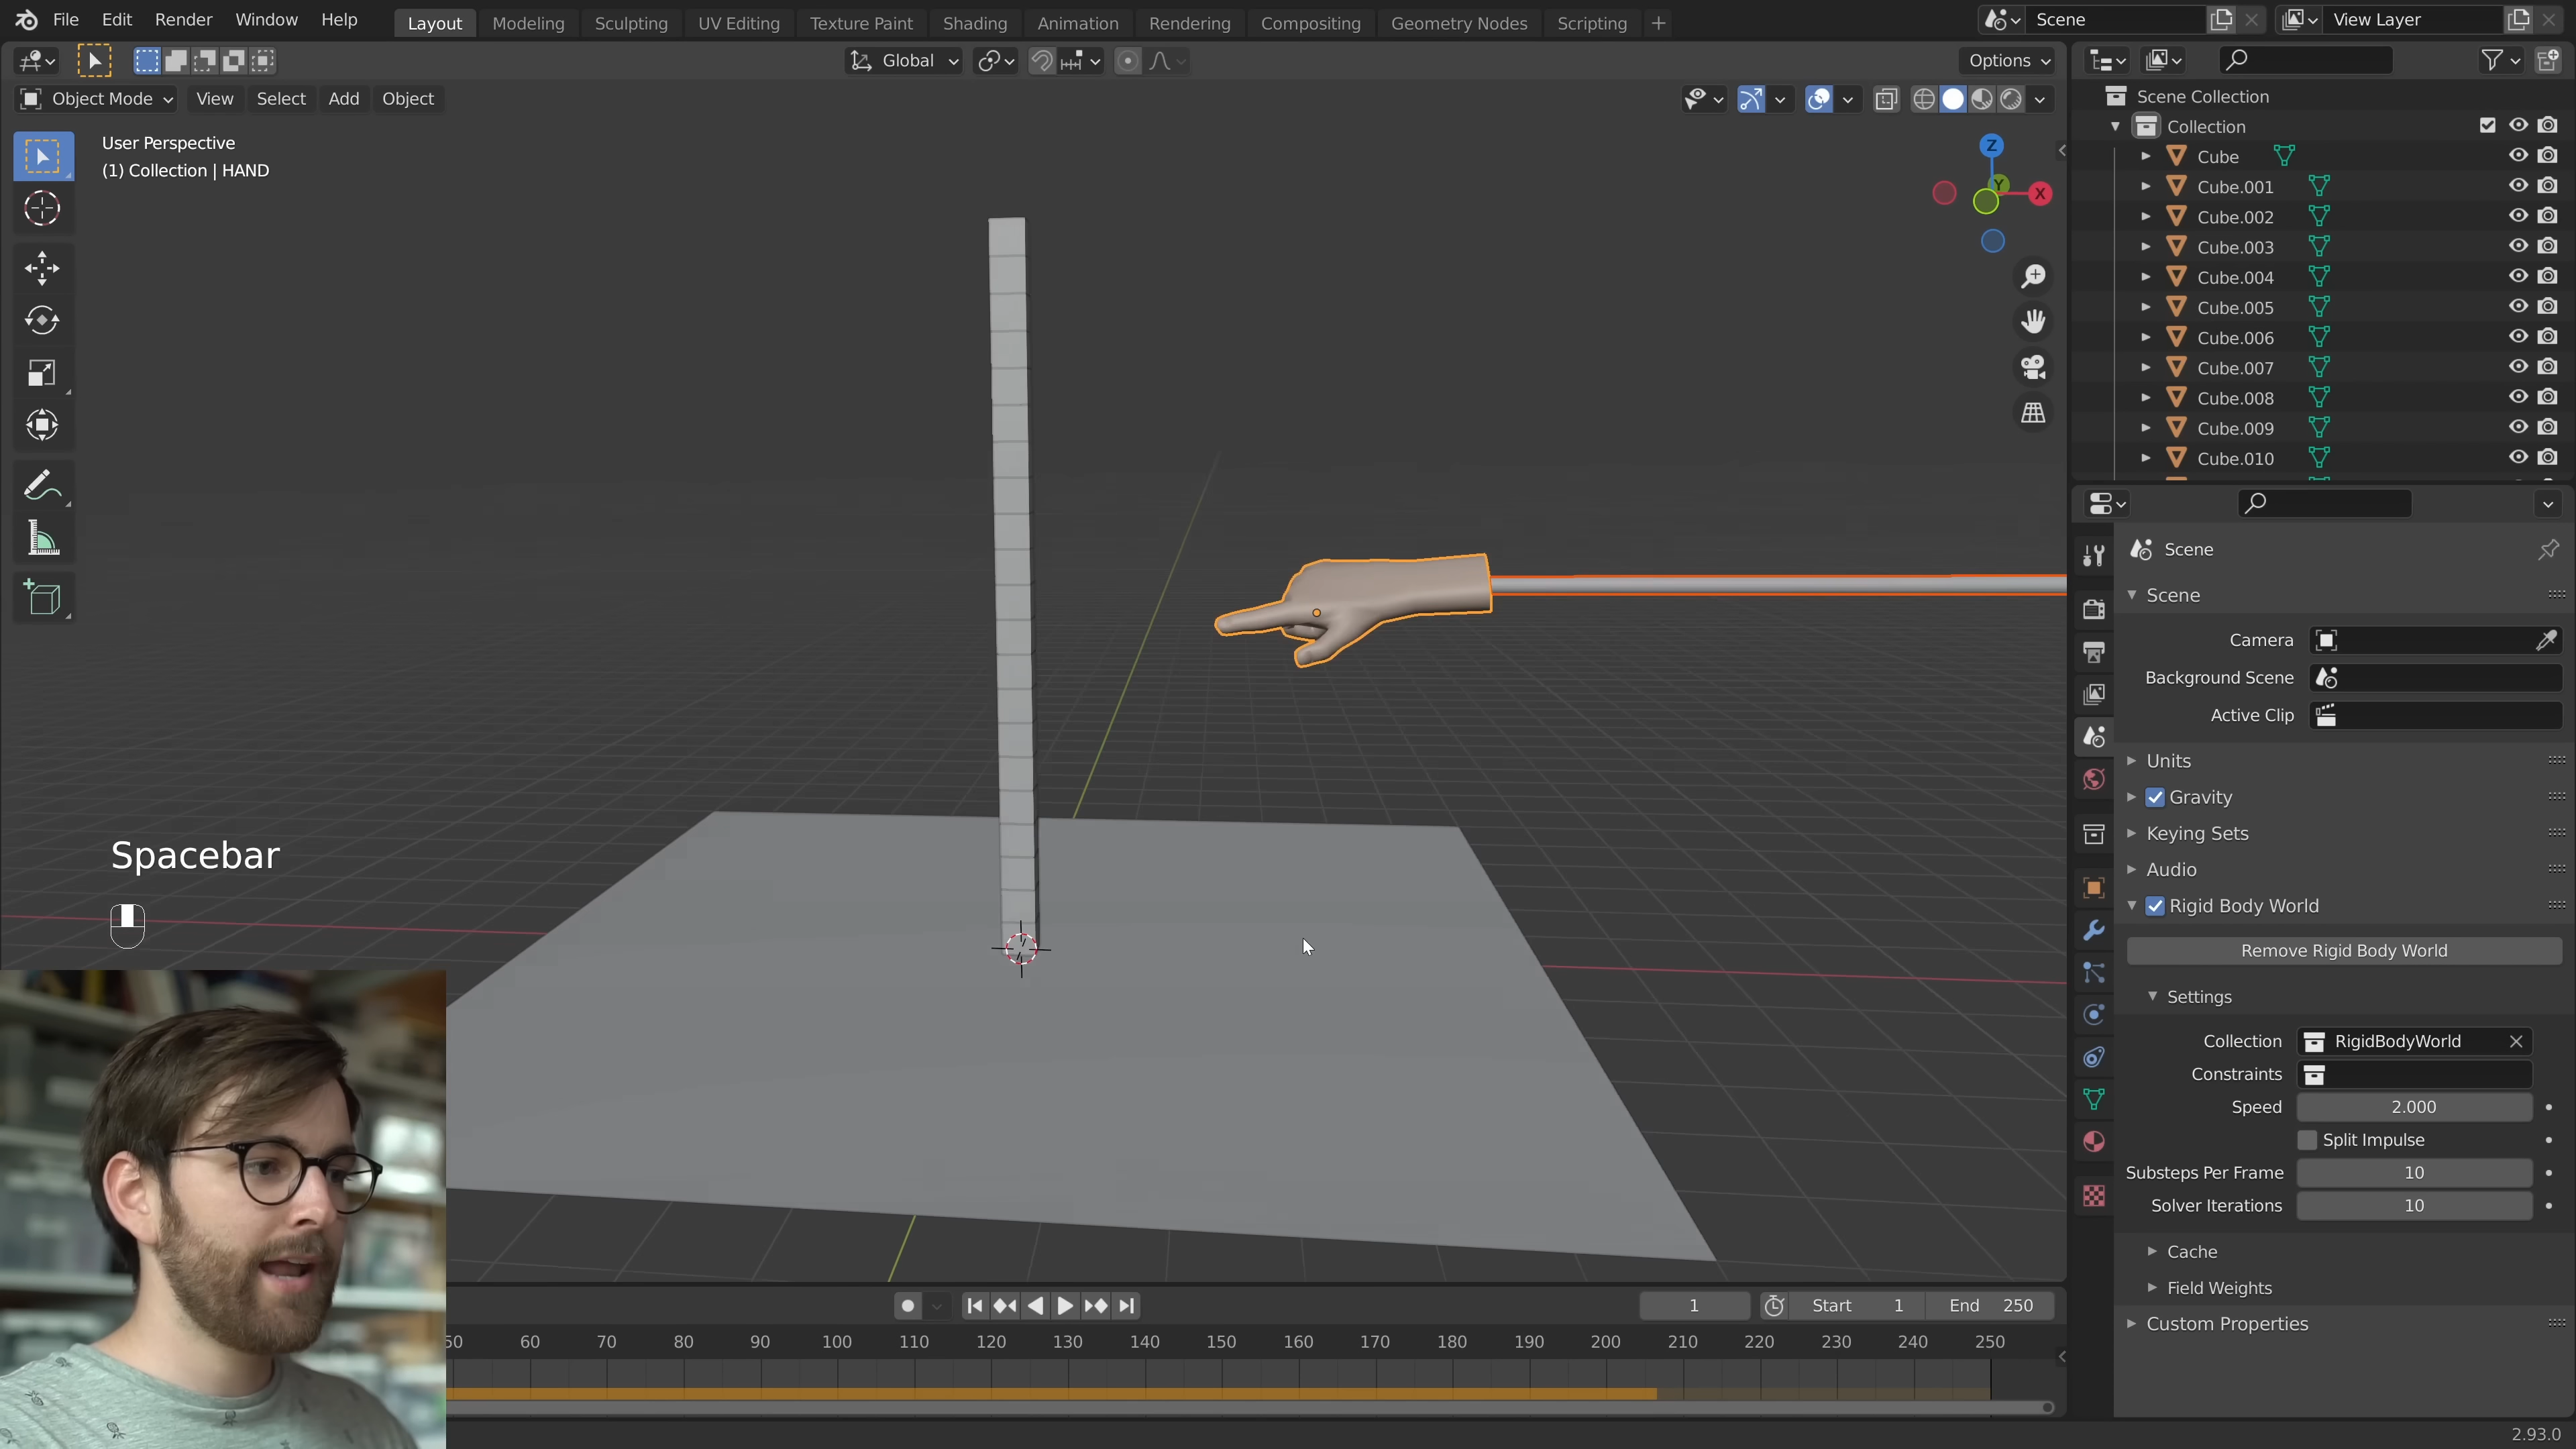 File Edit Render Window Help Layout Modeling Sculpting UV Editing Texture Paint Shading Animation Rendering Compositing Geometry Nodes Scripting + Scene View Layer
Global Options
Object Mode View Select Add Object
User Perspective
(1) Collection | HAND
Z
Y
X
Spacebar
Scene Collection
Collection
Cube
Cube.001
Cube.002
Cube.003
Cube.004
Cube.005
Cube.006
Cube.007
Cube.008
Cube.009
Cube.010
Scene
Scene
Camera
Background Scene
Active Clip
Units
Gravity
Keying Sets
Audio
Rigid Body World
Remove Rigid Body World
Settings
Collection RigidBodyWorld
Constraints
Speed 2.000
Split Impulse
Substeps Per Frame 10
Solver Iterations 10
Cache
Field Weights
Custom Properties
1 Start 1 End 250
50 60 70 80 90 100 110 120 130 140 150 160 170 180 190 200 210 220 230 240 250
2.93.0